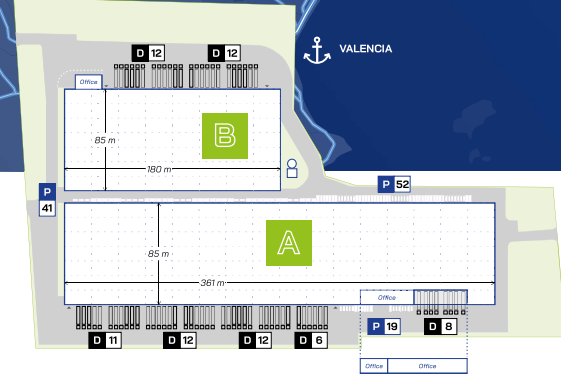 D 12
D 12
VALENCIA
Office
B
85 m
180 m
P 52
P
41
A
85 m
361 m
Office
D 11
D 12
D 12
D 6
P 19
D 8
Office
Office